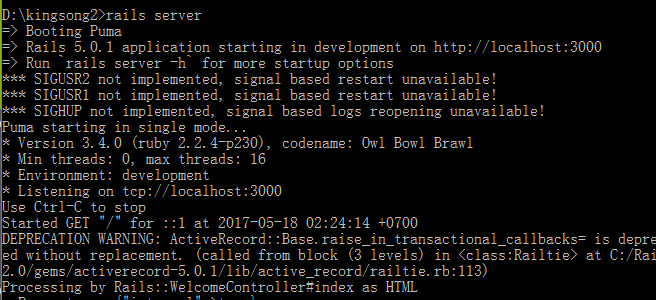 D:\kingsong2>rails server
=> Booting Puma
=> Rails 5.0.1 application starting in development on http://localhost:3000
=> Run `rails server -h` for more startup options
*** SIGUSR2 not implemented, signal based restart unavailable!
*** SIGUSR1 not implemented, signal based restart unavailable!
*** SIGHUP not implemented, signal based logs reopening unavailable!
Puma starting in single mode...
* Version 3.4.0 (ruby 2.2.4-p230), codename: Owl Bowl Brawl
* Min threads: 0, max threads: 16
* Environment: development
* Listening on tcp://localhost:3000
Use Ctrl-C to stop
Started GET "/" for ::1 at 2017-05-18 02:24:14 +0700
DEPRECATION WARNING: ActiveRecord::Base.raise_in_transactional_callbacks= is depre
ed without replacement. (called from block (3 levels) in <class:Railtie> at C:/Rai
2.0/gems/activerecord-5.0.1/lib/active_record/railtie.rb:113)
Processing by Rails::WelcomeController#index as HTML